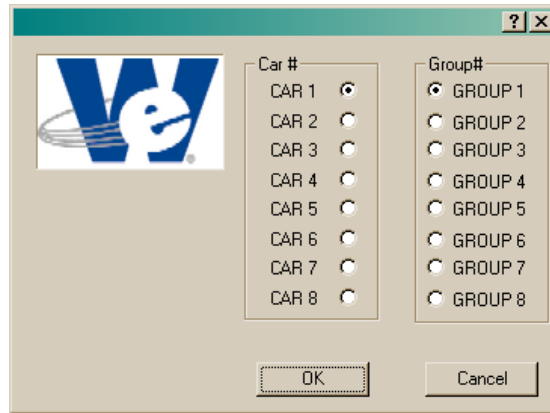 ? ×
We®
Car #
CAR 1
CAR 2
CAR 3
CAR 4
CAR 5
CAR 6
CAR 7
CAR 8
Group#
GROUP 1
GROUP 2
GROUP 3
GROUP 4
GROUP 5
GROUP 6
GROUP 7
GROUP 8
OK
Cancel